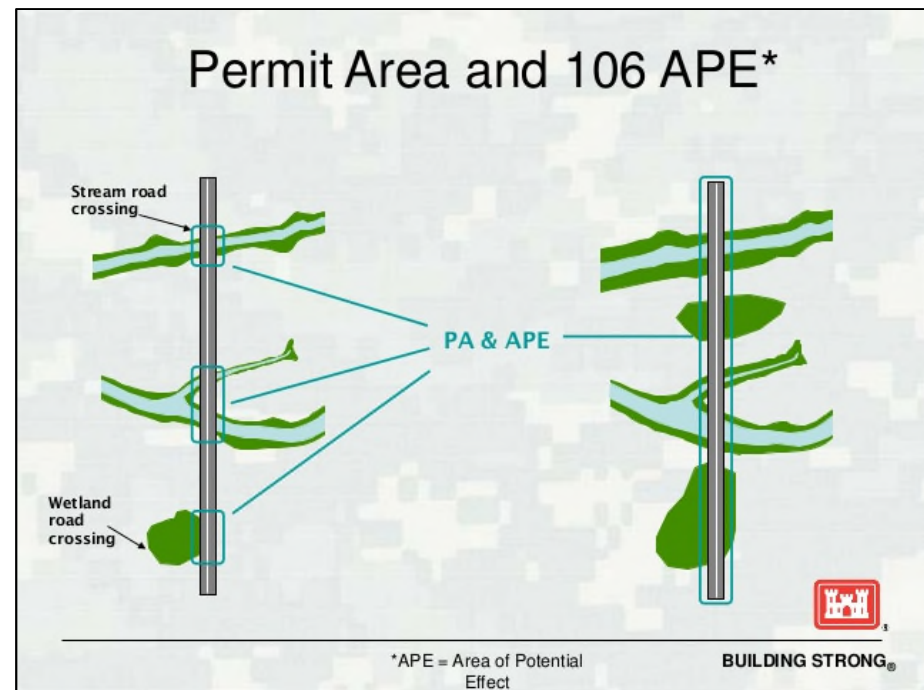 Permit Area and 106 APE*
Stream road
crossing
PA & APE
Wetland
road
crossing
*APE = Area of Potential
Effect
BUILDING STRONG®